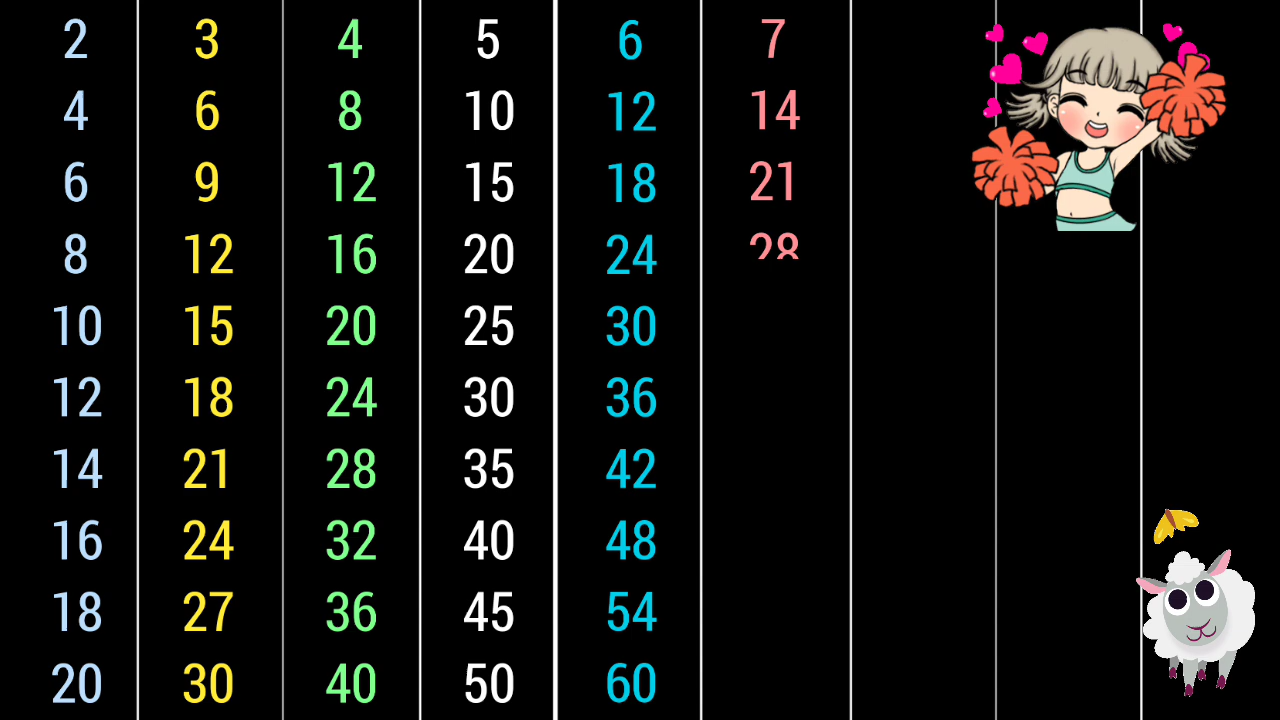 2 3 4 5 6 7
4 6 8 10 12 14
6 9 12 15 18 21
8 12 16 20 24 28
10 15 20 25 30
12 18 24 30 36
14 21 28 35 42
16 24 32 40 48
18 27 36 45 54
20 30 40 50 60